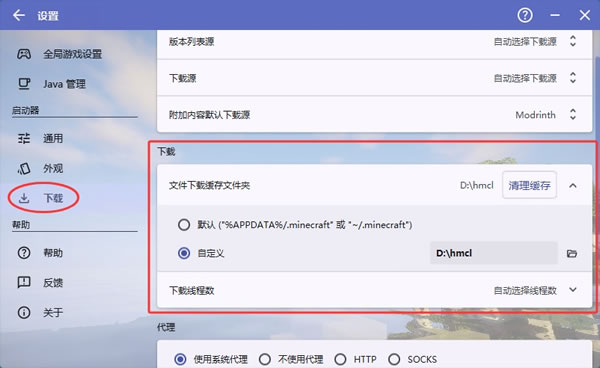 设置
全局游戏设置
Java 管理
启动器
通用
外观
下载
帮助
帮助
反馈
关于
版本列表源 自动选择下载源
下载源 自动选择下载源
附加内容默认下载源 Modrinth
下载
文件下载缓存文件夹 D:\hmcl 清理缓存
默认 ("%APPDATA%/.minecraft" 或 "~/.minecraft")
自定义 D:\hmcl
下载线程数 自动选择线程数
代理
使用系统代理 不使用代理 HTTP SOCKS